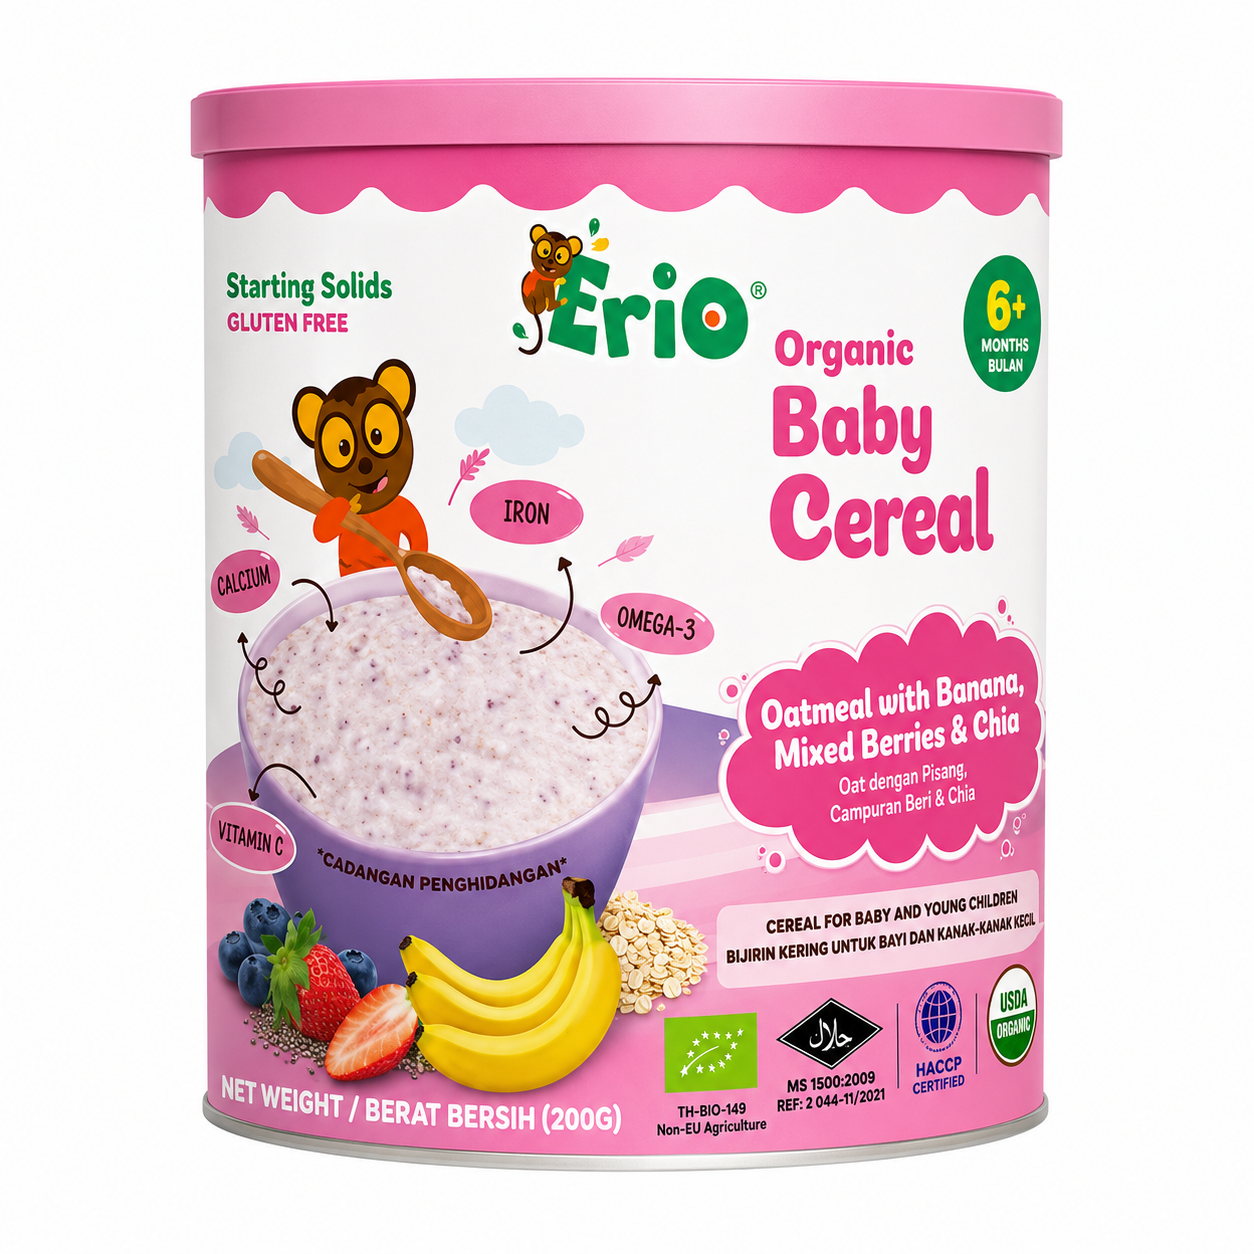 Starting Solids
GLUTEN FREE
Erio®
6+
MONTHS
BULAN
Organic
Baby
Cereal
IRON
CALCIUM
OMEGA-3
VITAMIN C
*CADANGAN PENGHIDANGAN*
Oatmeal with Banana,
Mixed Berries & Chia
Oat dengan Pisang,
Campuran Beri & Chia
CEREAL FOR BABY AND YOUNG CHILDREN
BIJIRIN KERING UNTUK BAYI DAN KANAK-KANAK KECIL
NET WEIGHT / BERAT BERSIH (200G)
TH-BIO-149
Non-EU Agriculture
حلال
MS 1500:2009
REF: 2 044-11/2021
HACCP
CERTIFIED
USDA
ORGANIC